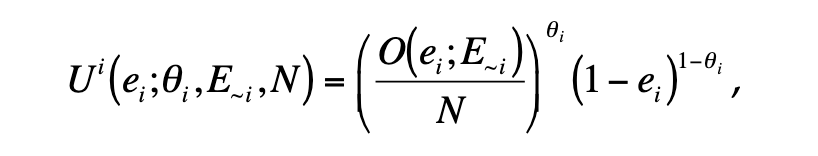 U^i(e_i;θ_i,E_{~i},N) = (O(e_i;E_{~i})/N)^{θ_i} (1−e_i)^{1−θ_i},